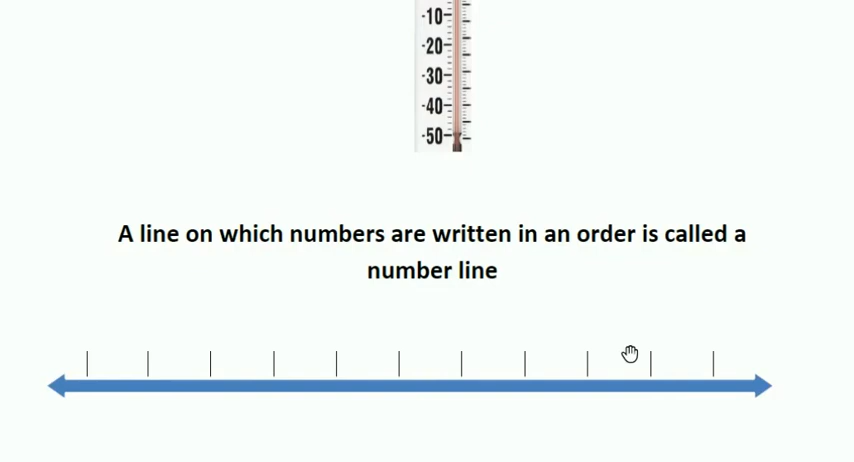 -10
-20
-30
-40
-50
A line on which numbers are written in an order is called a
number line